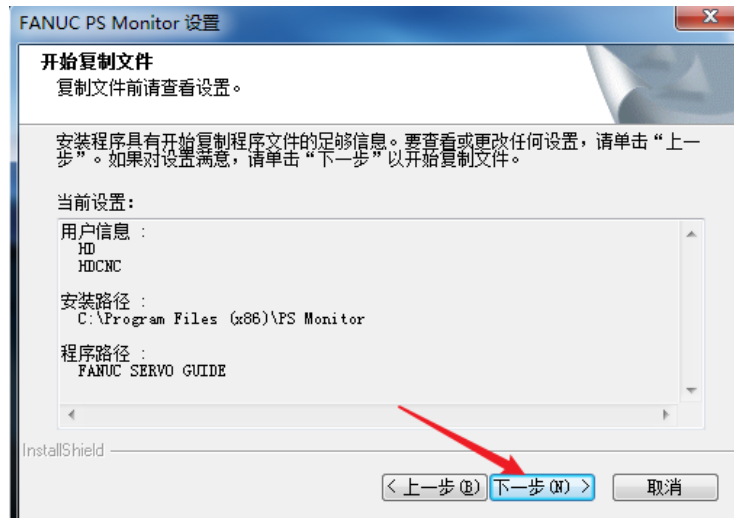 FANUC PS Monitor 设置
开始复制文件
复制文件前请查看设置。
安装程序具有开始复制程序文件的足够信息。要查看或更改任何设置，请单击“上一
步”。如果对设置满意，请单击“下一步”以开始复制文件。
当前设置：
用户信息 :
HD
HDCNC
安装路径 :
C:\Program Files (x86)\PS Monitor
程序路径 :
FANUC SERVO GUIDE
InstallShield
< 上一步(B) 下一步(N) > 取消